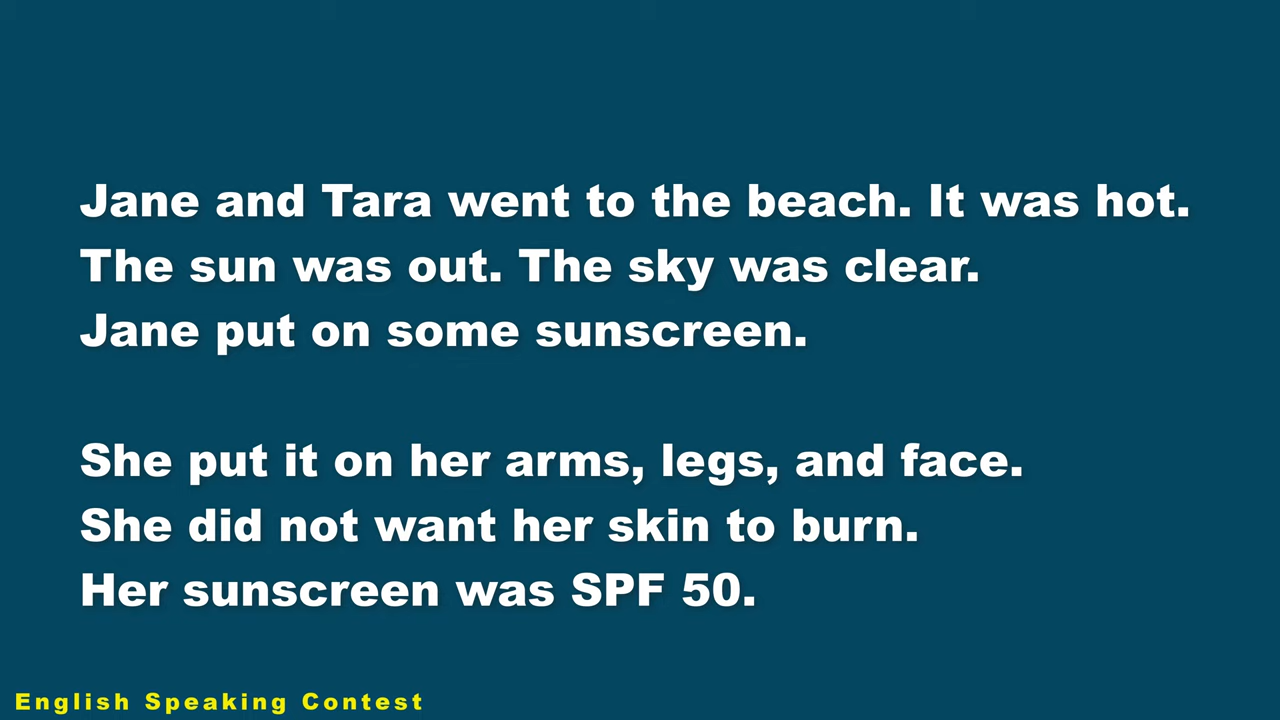 Jane and Tara went to the beach. It was hot.
The sun was out. The sky was clear.
Jane put on some sunscreen.
She put it on her arms, legs, and face.
She did not want her skin to burn.
Her sunscreen was SPF 50.
English Speaking Contest